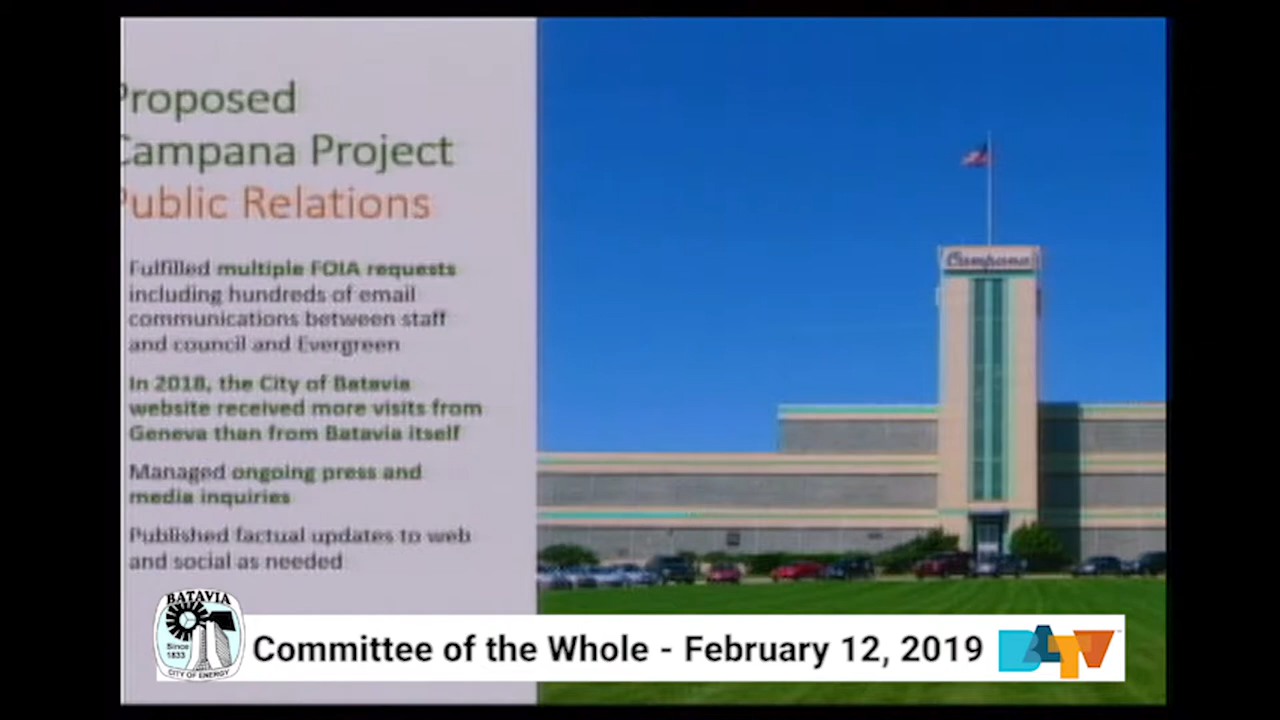 Proposed
Campana Project
Public Relations
Fulfilled multiple FOIA requests
including hundreds of email
communications between staff
and council and Evergreen
In 2018, the City of Batavia
website received more visits from
Geneva than from Batavia itself
Managed ongoing press and
media inquiries
Published factual updates to web
and social as needed
Campana
BATAVIA
Since
1833
CITY OF ENERGY
Committee of the Whole - February 12, 2019
BATV